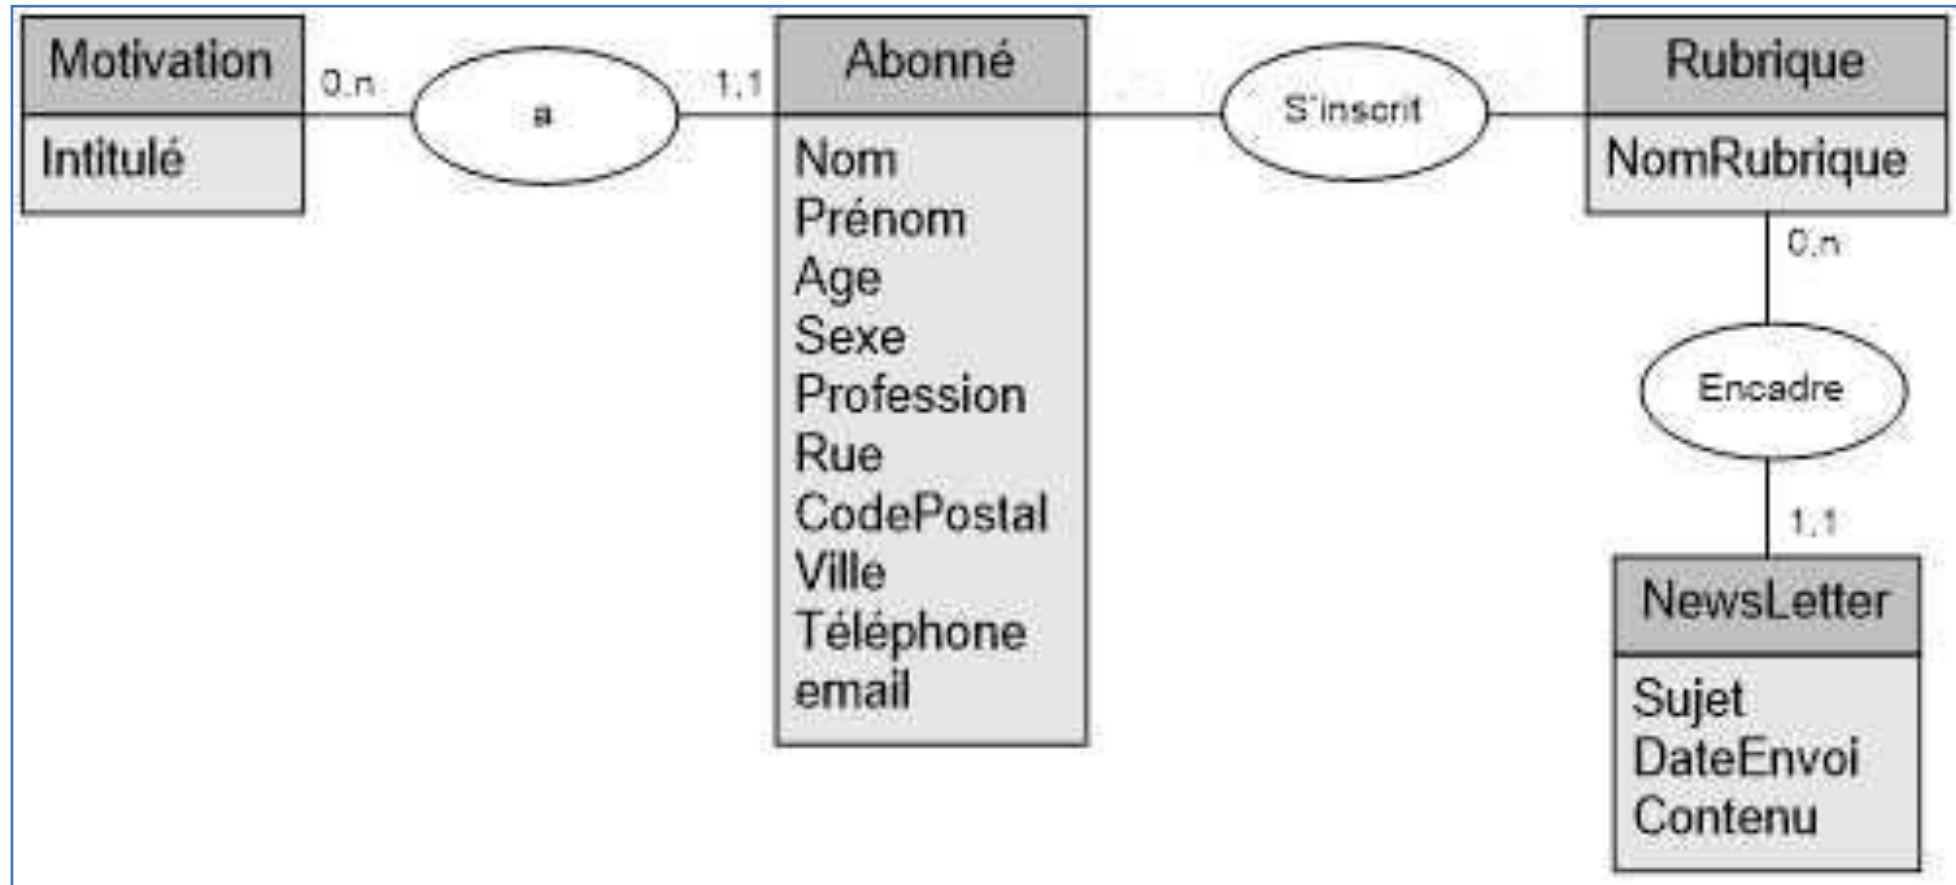 Motivation
Intitulé
0,n
a
1,1
Abonné
Nom
Prénom
Age
Sexe
Profession
Rue
CodePostal
Ville
Téléphone
email
S'inscrit
Rubrique
NomRubrique
0,n
Encadre
1,1
NewsLetter
Sujet
DateEnvoi
Contenu